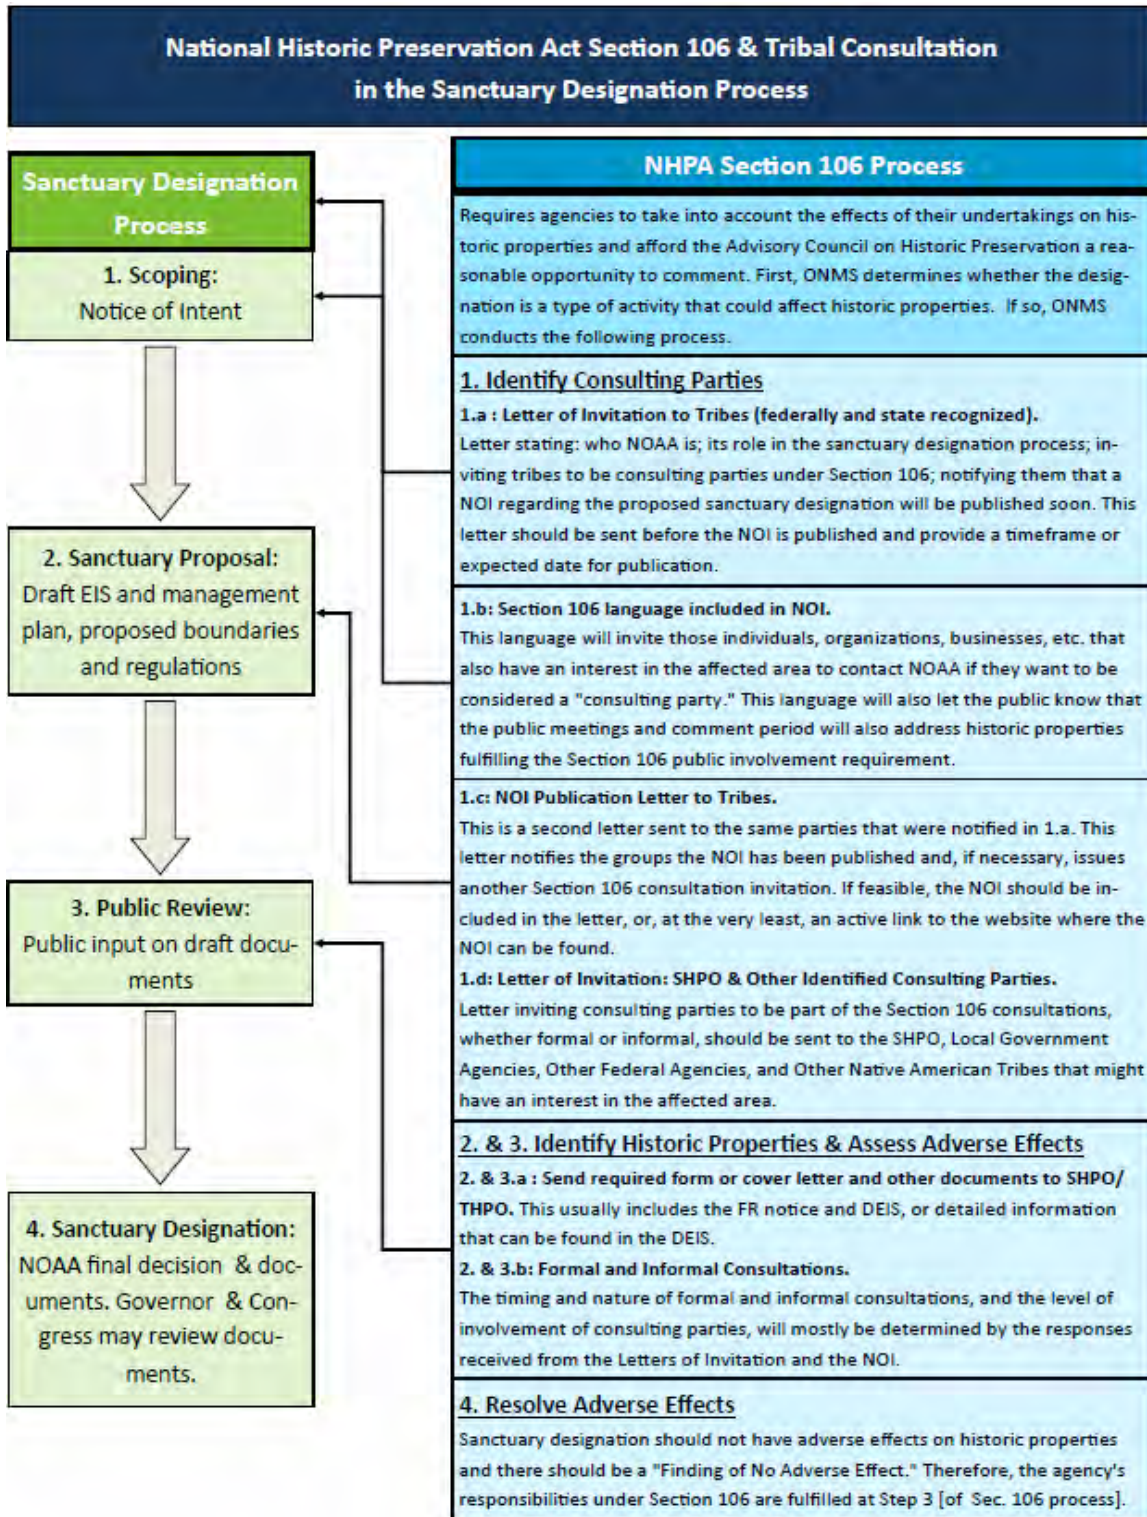 National Historic Preservation Act Section 106 & Tribal Consultation
in the Sanctuary Designation Process
Sanctuary Designation
Process
1. Scoping:
Notice of Intent
2. Sanctuary Proposal:
Draft EIS and management
plan, proposed boundaries
and regulations
3. Public Review:
Public input on draft docu-
ments
4. Sanctuary Designation:
NOAA final decision & doc-
uments. Governor & Con-
gress may review docu-
ments.
NHPA Section 106 Process
Requires agencies to take into account the effects of their undertakings on his-
toric properties and afford the Advisory Council on Historic Preservation a rea-
sonable opportunity to comment. First, ONMS determines whether the desig-
nation is a type of activity that could affect historic properties. If so, ONMS
conducts the following process.
1. Identify Consulting Parties
1.a : Letter of Invitation to Tribes (federally and state recognized).
Letter stating: who NOAA is; its role in the sanctuary designation process; in-
viting tribes to be consulting parties under Section 106; notifying them that a
NOI regarding the proposed sanctuary designation will be published soon. This
letter should be sent before the NOI is published and provide a timeframe or
expected date for publication.
1.b: Section 106 language included in NOI.
This language will invite those individuals, organizations, businesses, etc. that
also have an interest in the affected area to contact NOAA if they want to be
considered a "consulting party." This language will also let the public know that
the public meetings and comment period will also address historic properties
fulfilling the Section 106 public involvement requirement.
1.c: NOI Publication Letter to Tribes.
This is a second letter sent to the same parties that were notified in 1.a. This
letter notifies the groups the NOI has been published and, if necessary, issues
another Section 106 consultation invitation. If feasible, the NOI should be in-
cluded in the letter, or, at the very least, an active link to the website where the
NOI can be found.
1.d: Letter of Invitation: SHPO & Other Identified Consulting Parties.
Letter inviting consulting parties to be part of the Section 106 consultations,
whether formal or informal, should be sent to the SHPO, Local Government
Agencies, Other Federal Agencies, and Other Native American Tribes that might
have an interest in the affected area.
2. & 3. Identify Historic Properties & Assess Adverse Effects
2. & 3.a : Send required form or cover letter and other documents to SHPO/
THPO. This usually includes the FR notice and DEIS, or detailed information
that can be found in the DEIS.
2. & 3.b: Formal and Informal Consultations.
The timing and nature of formal and informal consultations, and the level of
involvement of consulting parties, will mostly be determined by the responses
received from the Letters of Invitation and the NOI.
4. Resolve Adverse Effects
Sanctuary designation should not have adverse effects on historic properties
and there should be a "Finding of No Adverse Effect." Therefore, the agency's
responsibilities under Section 106 are fulfilled at Step 3 [of Sec. 106 process].